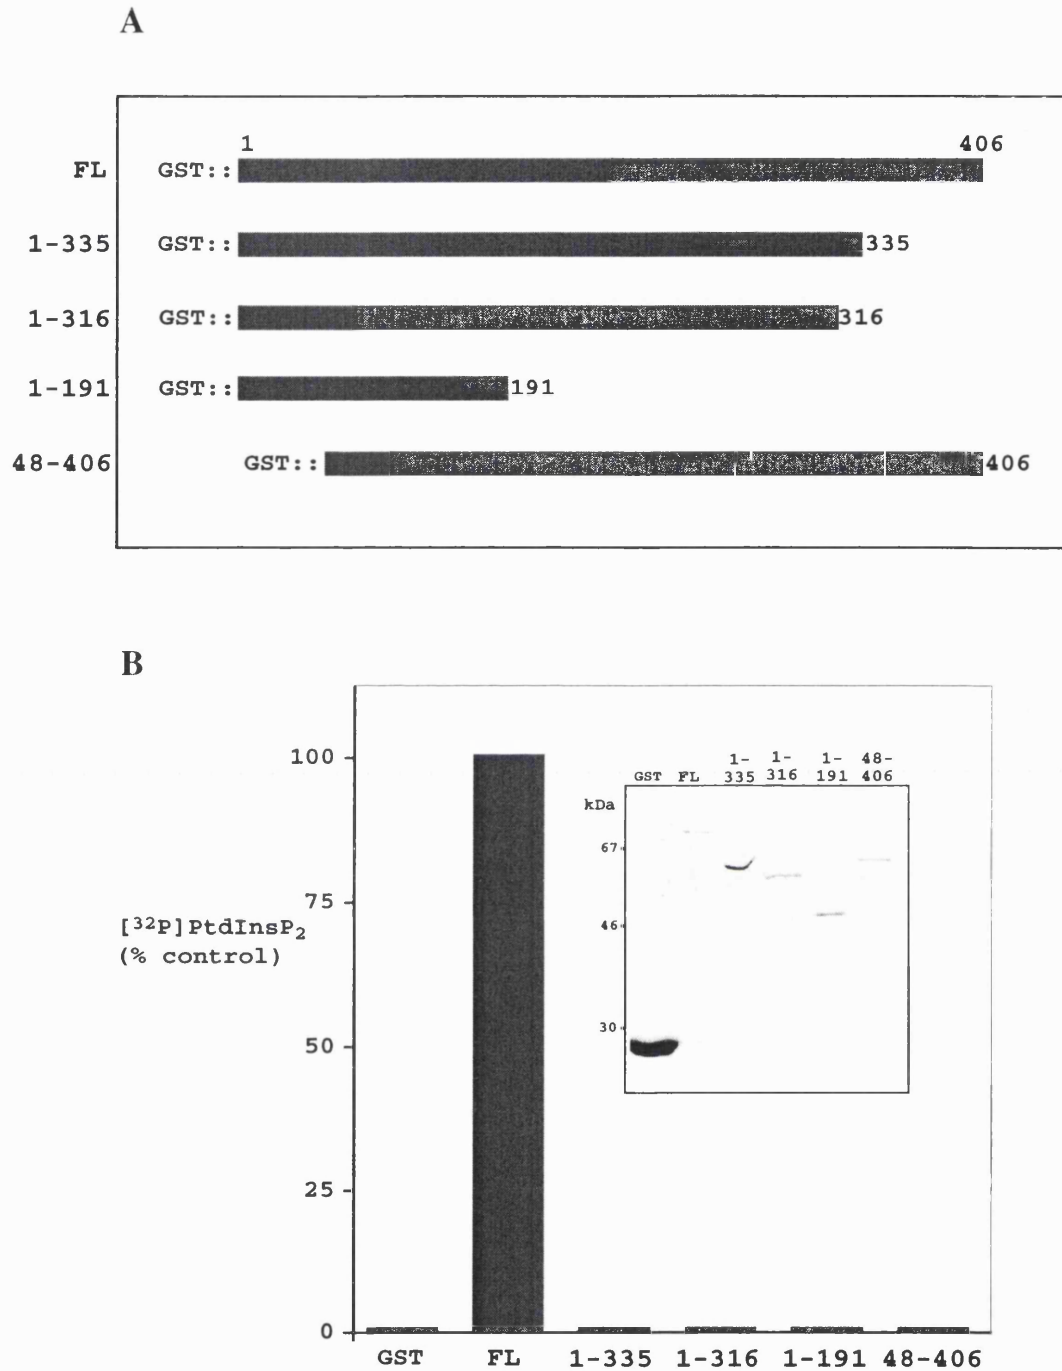 A
1 406
FL GST::
1-335 GST:: 335
1-316 GST:: 316
1-191 GST:: 191
48-406 GST:: 406
B
100
75
[³²P]PtdInsP₂
(% control)
50
25
0
GST FL 1-335 1-316 1-191 48-406
1- 1- 1- 48-
GST FL 335 316 191 406
kDa
67
46
30